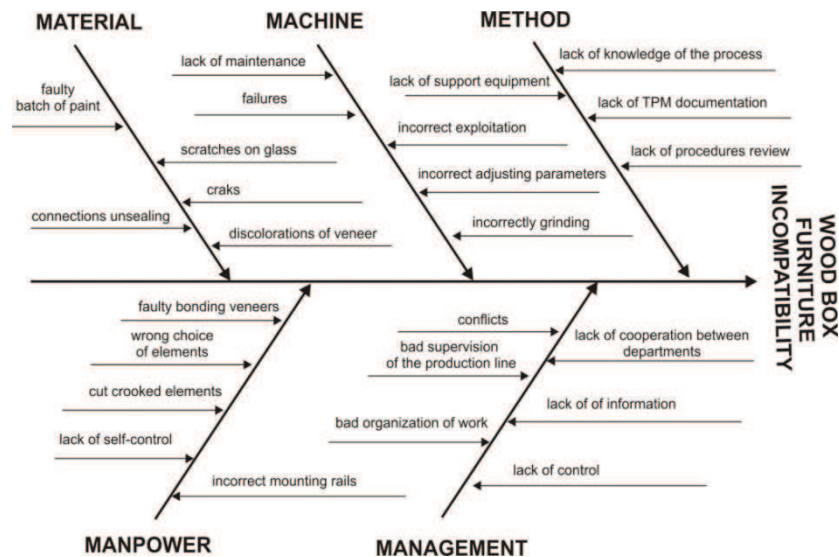 MATERIAL
MACHINE
METHOD
faulty
batch of paint
scratches on glass
craks
connections unsealing
discolorations of veneer
lack of maintenance
failures
incorrect exploitation
incorrect adjusting parameters
incorrectly grinding
lack of support equipment
lack of knowledge of the process
lack of TPM documentation
lack of procedures review
WOOD BOX
FURNITURE
INCOMPATIBILITY
faulty bonding veneers
wrong choice
of elements
cut crooked elements
lack of self-control
incorrect mounting rails
conflicts
bad supervision
of the production line
bad organization of work
lack of cooperation between
departments
lack of of information
lack of control
MANPOWER
MANAGEMENT